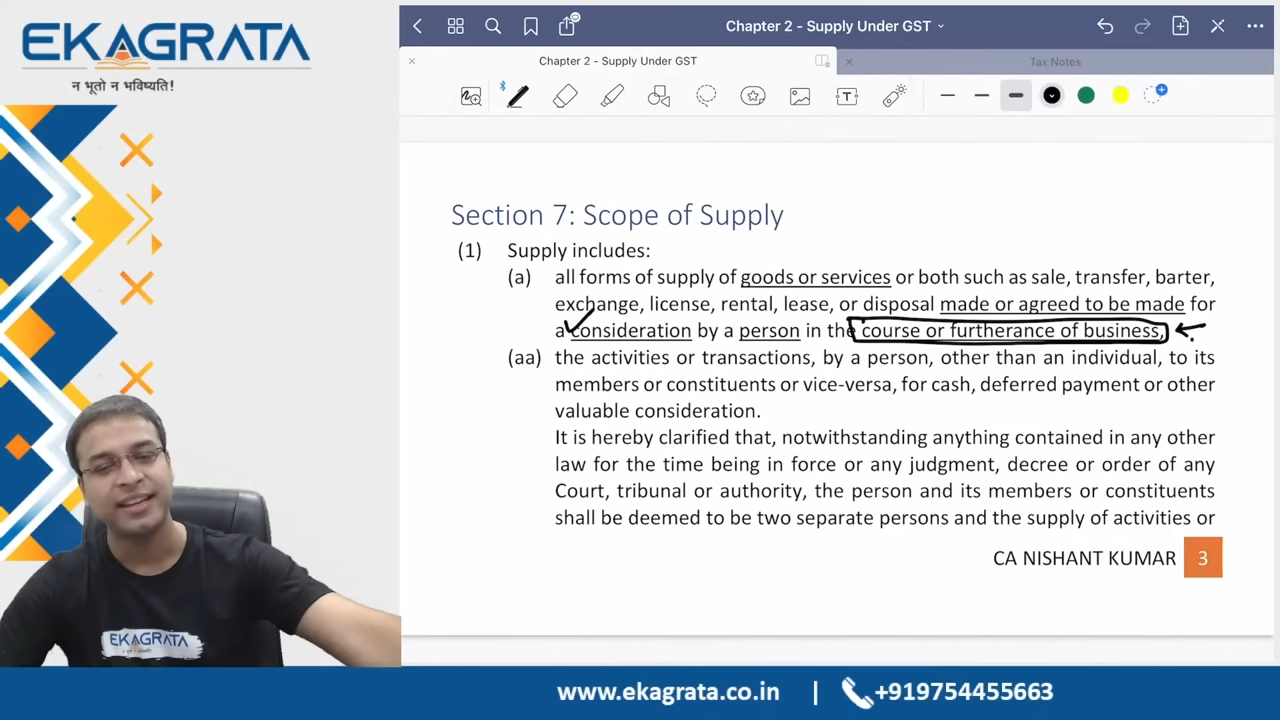 EKAGRATA
न भूतो न भविष्यति!
Chapter 2 - Supply Under GST
Chapter 2 - Supply Under GST
Tax Notes
Section 7: Scope of Supply
(1) Supply includes:
(a) all forms of supply of goods or services or both such as sale, transfer, barter,
exchange, license, rental, lease, or disposal made or agreed to be made for
a consideration by a person in the course or furtherance of business,
(aa) the activities or transactions, by a person, other than an individual, to its
members or constituents or vice-versa, for cash, deferred payment or other
valuable consideration.
It is hereby clarified that, notwithstanding anything contained in any other
law for the time being in force or any judgment, decree or order of any
Court, tribunal or authority, the person and its members or constituents
shall be deemed to be two separate persons and the supply of activities or
CA NISHANT KUMAR 3
EKAGRATA
www.ekagrata.co.in | +919754455663